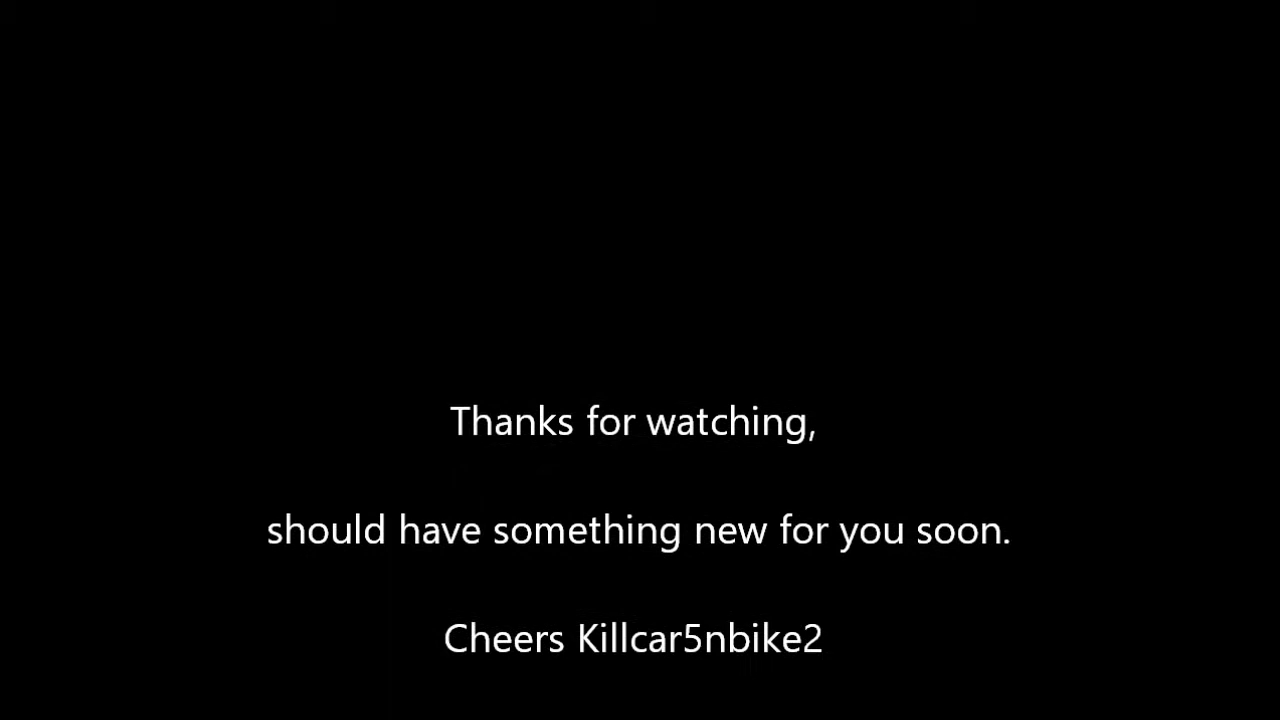 Thanks for watching,
should have something new for you soon.
Cheers Killcar5nbike2